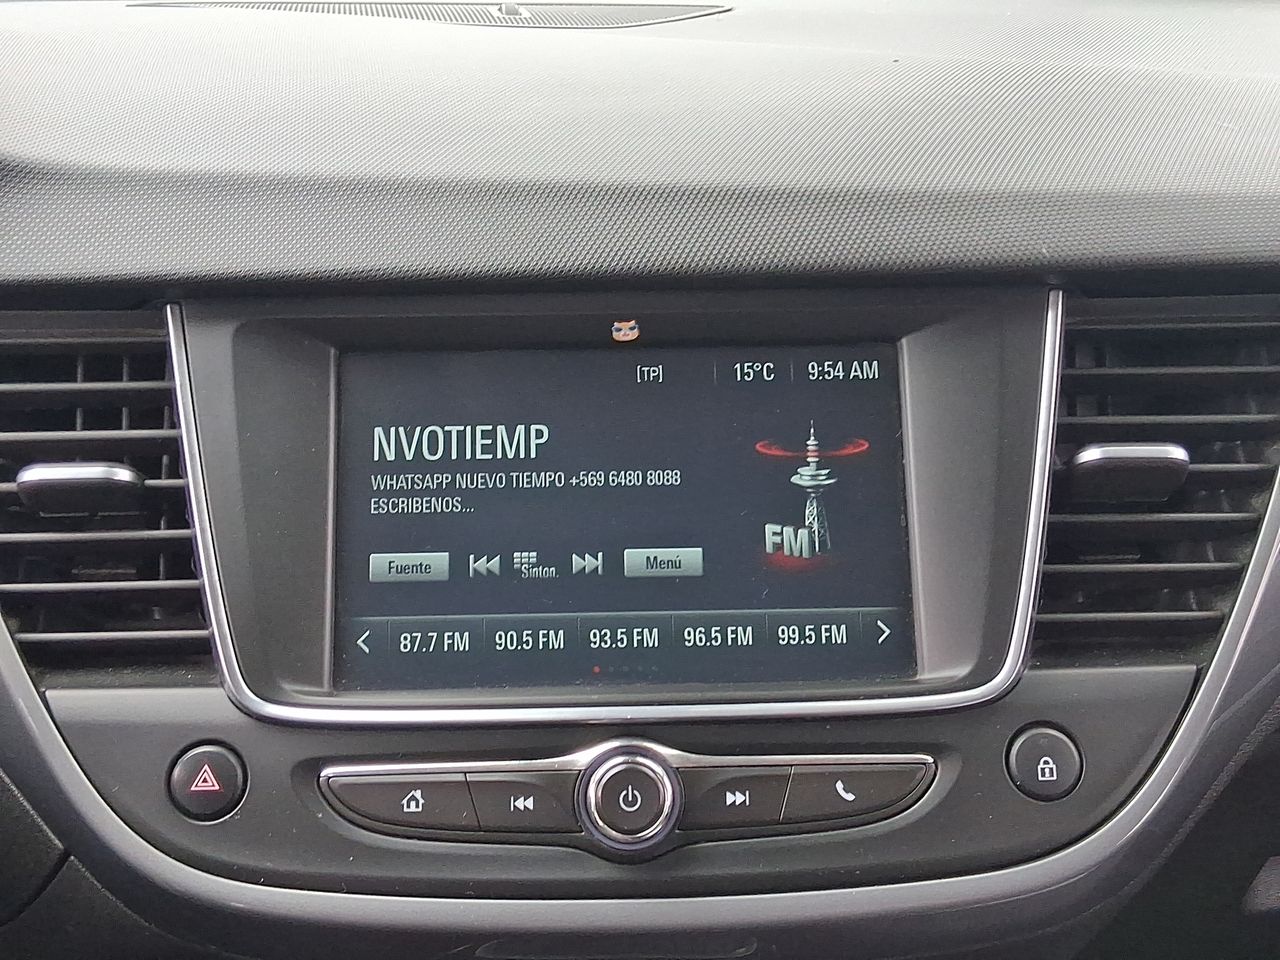 [TP] 15°C 9:54 AM
NVOTIEMP
WHATSAPP NUEVO TIEMPO +569 6480 8088
ESCRIBENOS...
FM
Fuente Sinton. Menú
87.7 FM 90.5 FM 93.5 FM 96.5 FM 99.5 FM